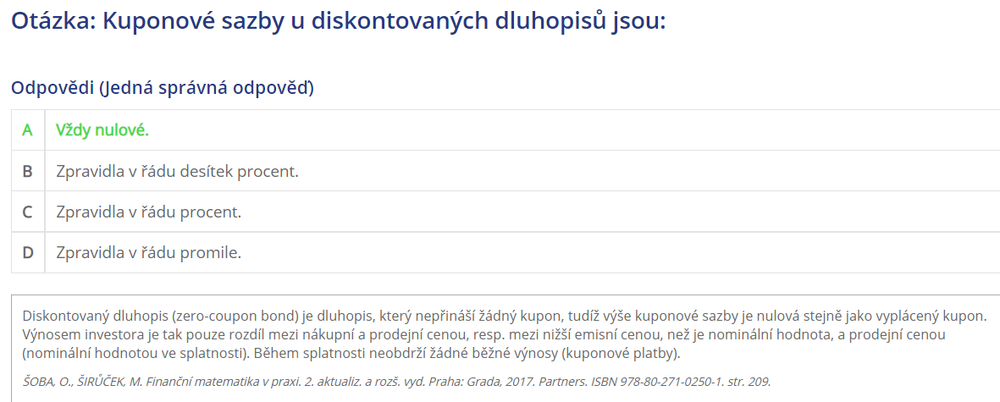 Otázka: Kuponové sazby u diskontovaných dluhopisů jsou:
Odpovědi (Jedná správná odpověď)
A Vždy nulové.
B Zpravidla v řádu desítek procent.
C Zpravidla v řádu procent.
D Zpravidla v řádu promile.
Diskontovaný dluhopis (zero-coupon bond) je dluhopis, který nepřináší žádný kupon, tudíž výše kuponové sazby je nulová stejně jako vyplácený kupon.
Výnosem investora je tak pouze rozdíl mezi nákupní a prodejní cenou, resp. mezi nižší emisní cenou, než je nominální hodnota, a prodejní cenou
(nominální hodnotou ve splatnosti). Během splatnosti neobdrží žádné běžné výnosy (kuponové platby).
ŠOBA, O., ŠIRŮČEK, M. Finanční matematika v praxi. 2. aktualiz. a rozš. vyd. Praha: Grada, 2017. Partners. ISBN 978-80-271-0250-1. str. 209.